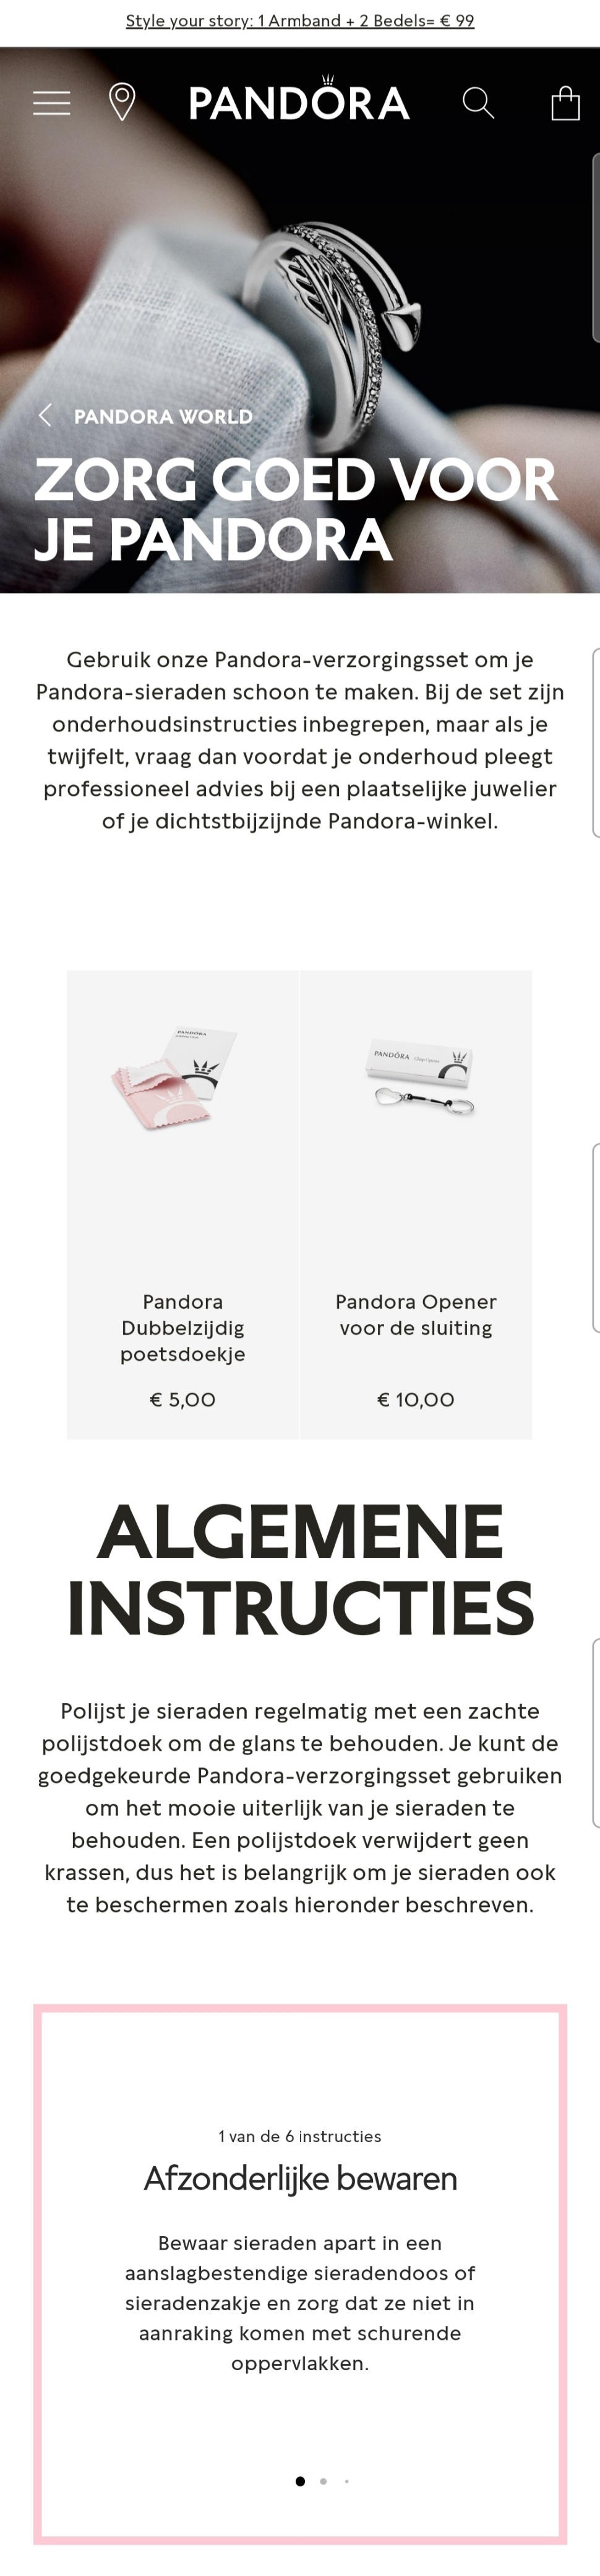 Style your story: 1 Armband + 2 Bedels= € 99
PANDÖRA
PANDORA WORLD
ZORG GOED VOOR
JE PANDORA
Gebruik onze Pandora-verzorgingsset om je
Pandora-sieraden schoon te maken. Bij de set zijn
onderhoudsinstructies inbegrepen, maar als je
twijfelt, vraag dan voordat je onderhoud pleegt
professioneel advies bij een plaatselijke juwelier
of je dichtstbijzijnde Pandora-winkel.
PANDÖRA
PANDÖRA
Pandora
Dubbelzijdig
poetsdoekje
€ 5,00
Pandora Opener
voor de sluiting
€ 10,00
ALGEMENE
INSTRUCTIES
Polijst je sieraden regelmatig met een zachte
polijstdoek om de glans te behouden. Je kunt de
goedgekeurde Pandora-verzorgingsset gebruiken
om het mooie uiterlijk van je sieraden te
behouden. Een polijstdoek verwijdert geen
krassen, dus het is belangrijk om je sieraden ook
te beschermen zoals hieronder beschreven.
1 van de 6 instructies
Afzonderlijke bewaren
Bewaar sieraden apart in een
aanslagbestendige sieradendoos of
sieradenzakje en zorg dat ze niet in
aanraking komen met schurende
oppervlakken.